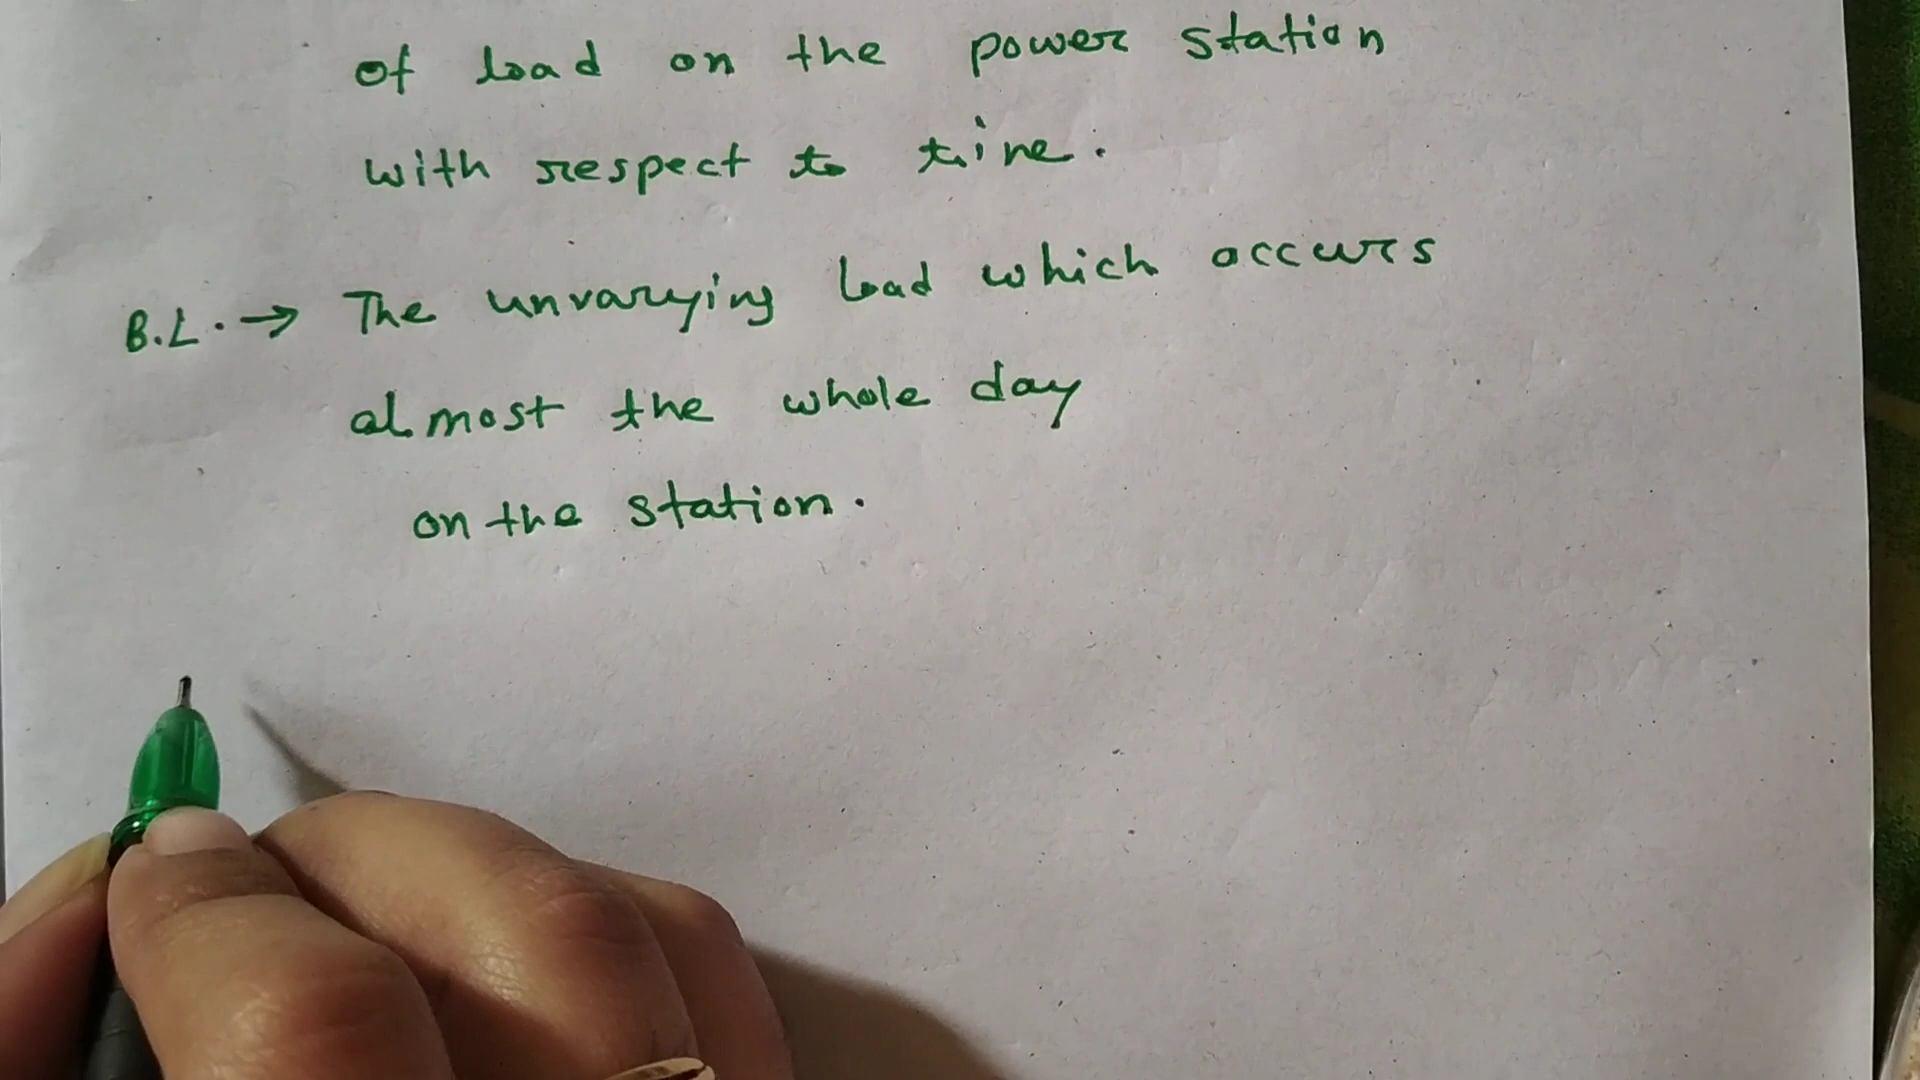 of load on the power station
with respect to time.
B.L. → The unvarying load which occurs
almost the whole day
on the station.